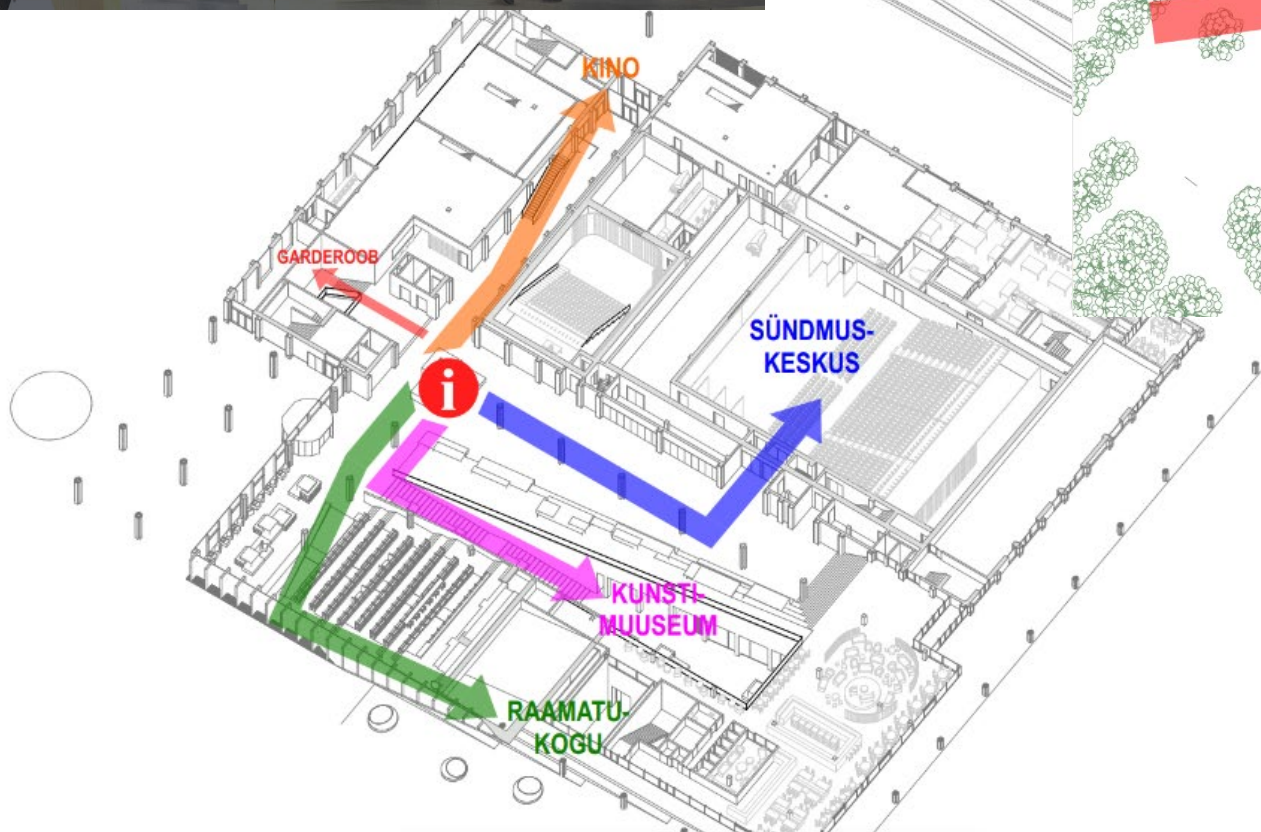 KINO
GARDEROOB
SÜNDMUS-
KESKUS
i
KUNSTI-
MUUSEUM
RAAMATU-
KOGU